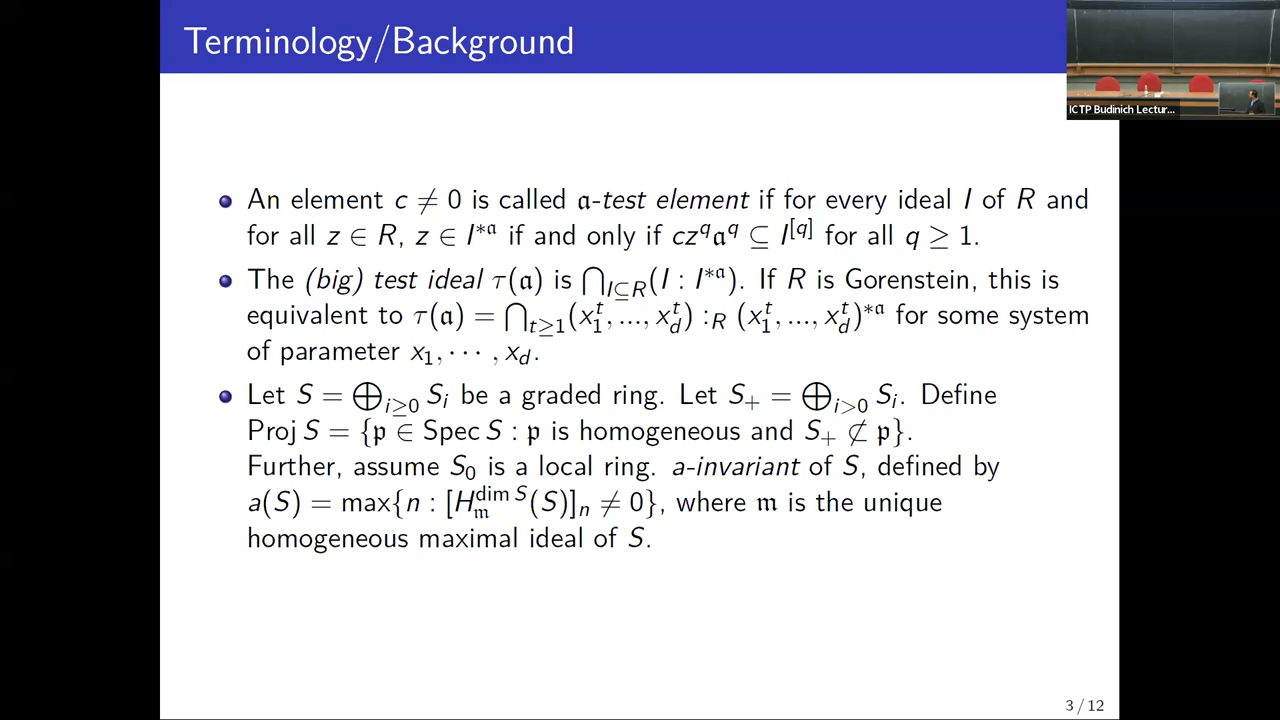 Terminology/Background
ICTP Budinich Lectur...
An element c ≠ 0 is called 𝔞-test element if for every ideal I of R and
for all z ∈ R, z ∈ I^{*𝔞} if and only if cz^q𝔞^q ⊆ I^{[q]} for all q ≥ 1.
The (big) test ideal τ(𝔞) is ⋂_{I⊆R}(I : I^{*𝔞}). If R is Gorenstein, this is
equivalent to τ(𝔞) = ⋂_{t≥1}(x_1^t, ..., x_d^t) :_R (x_1^t, ..., x_d^t)^{*𝔞} for some system
of parameter x_1, ⋯ , x_d.
Let S = ⨁_{i≥0} S_i be a graded ring. Let S_+ = ⨁_{i>0} S_i. Define
Proj S = {𝔭 ∈ Spec S : 𝔭 is homogeneous and S_+ ⊄ 𝔭}.
Further, assume S_0 is a local ring. a-invariant of S, defined by
a(S) = max{n : [H_𝔪^{dim S}(S)]_n ≠ 0}, where 𝔪 is the unique
homogeneous maximal ideal of S.
3 / 12